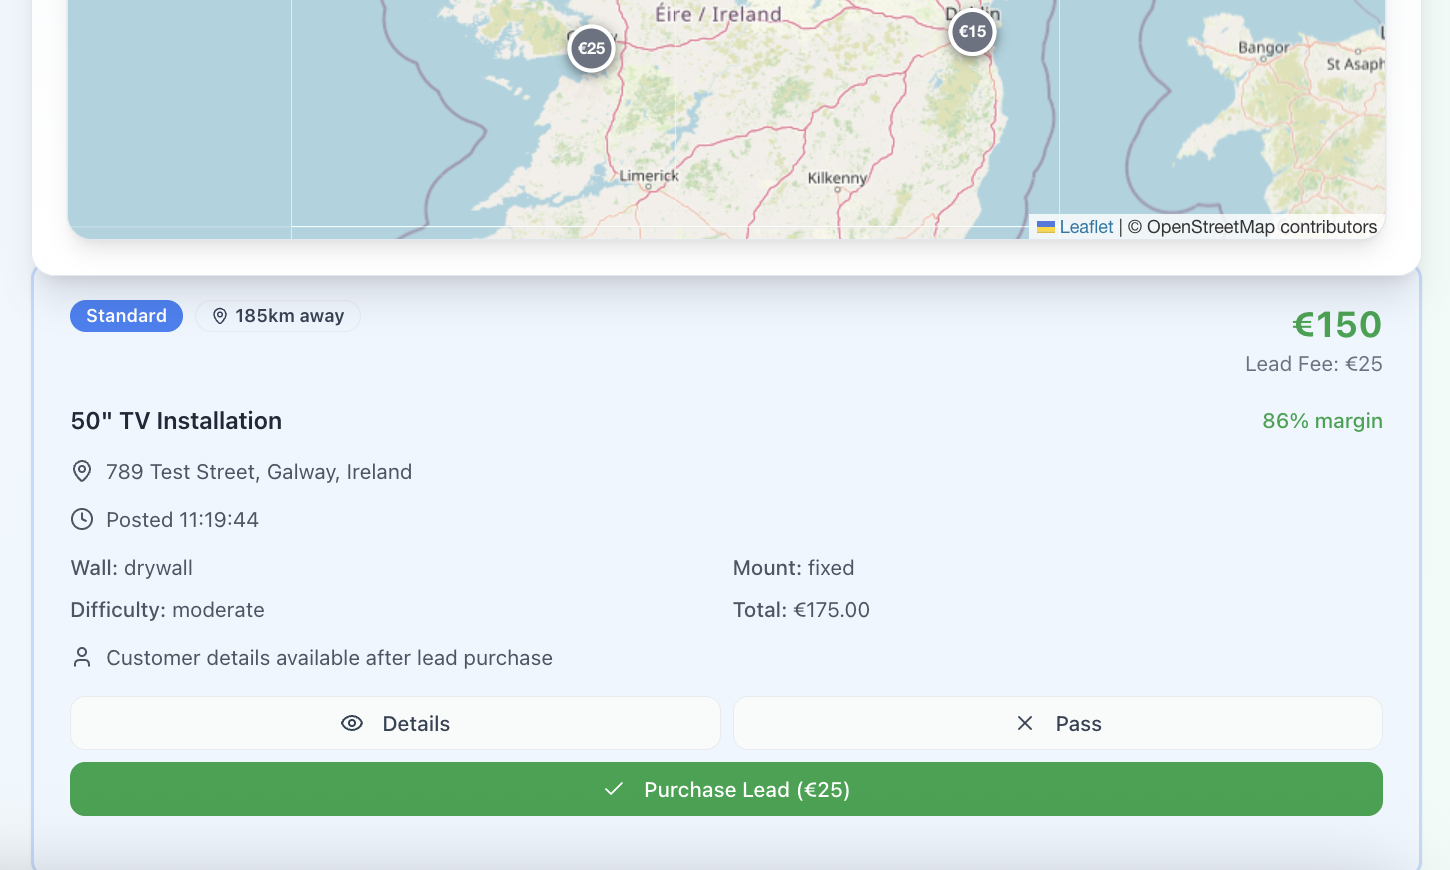 Éire / Ireland
€25
€15
Bangor
St Asaph
Limerick
Kilkenny
Leaflet | © OpenStreetMap contributors
Standard
185km away
€150
Lead Fee: €25
50" TV Installation
86% margin
789 Test Street, Galway, Ireland
Posted 11:19:44
Wall: drywall
Mount: fixed
Difficulty: moderate
Total: €175.00
Customer details available after lead purchase
Details
Pass
Purchase Lead (€25)